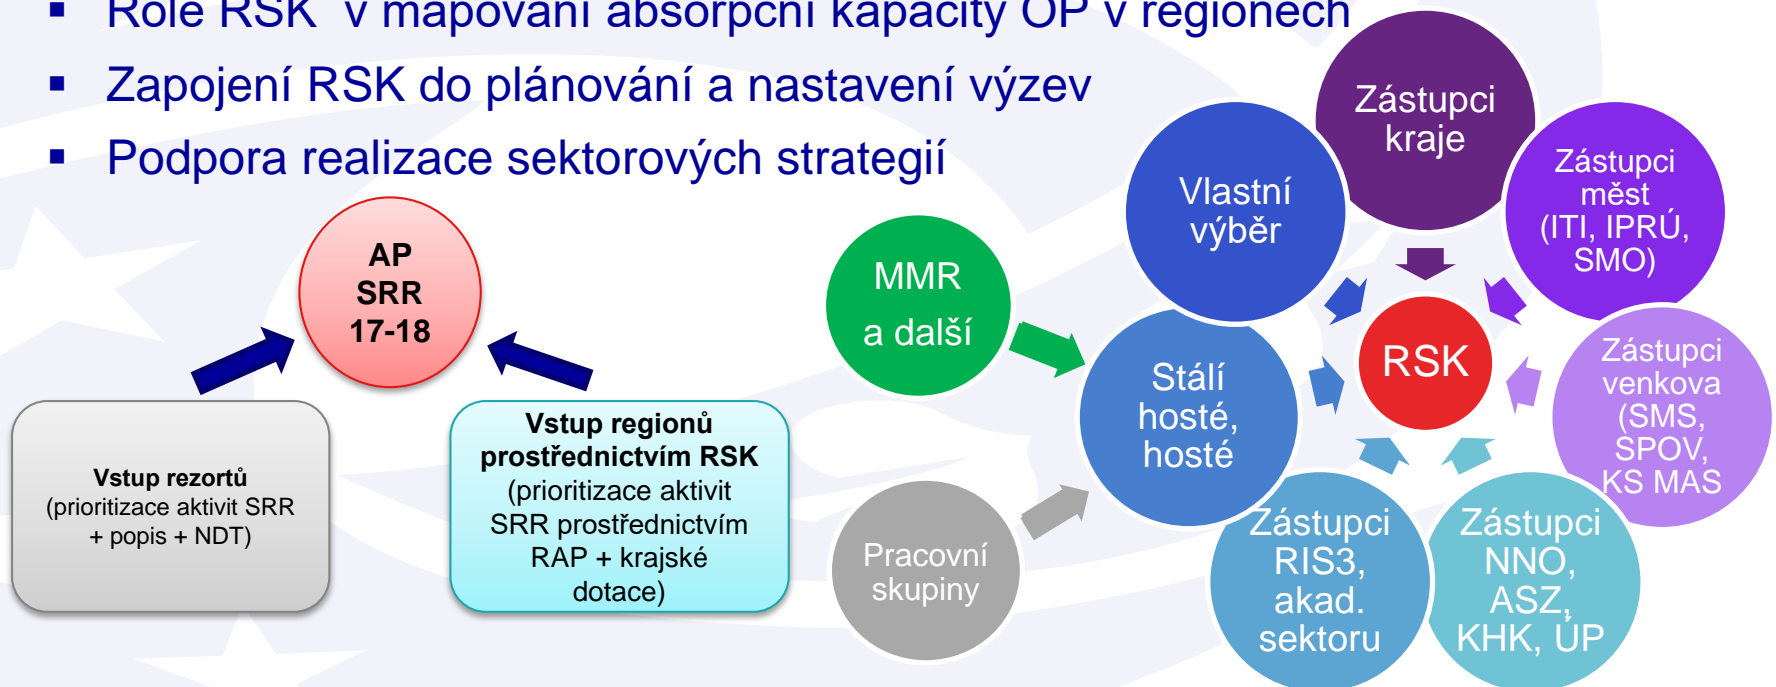 ▪ Role RSK v mapování absorpční kapacity OP v regionech
▪ Zapojení RSK do plánování a nastavení výzev
▪ Podpora realizace sektorových strategií
AP
SRR
17-18
Vstup rezortů
(prioritizace aktivit SRR
+ popis + NDT)
Vstup regionů
prostřednictvím RSK
(prioritizace aktivit
SRR prostřednictvím
RAP + krajské
dotace)
MMR
a další
Pracovní
skupiny
Zástupci
kraje
Zástupci
měst
(ITI, IPRÚ,
SMO)
Zástupci
venkova
(SMS,
SPOV,
KS MAS
Zástupci
NNO,
ASZ,
KHK, ÚP
Zástupci
RIS3,
akad.
sektoru
Stálí
hosté,
hosté
Vlastní
výběr
RSK